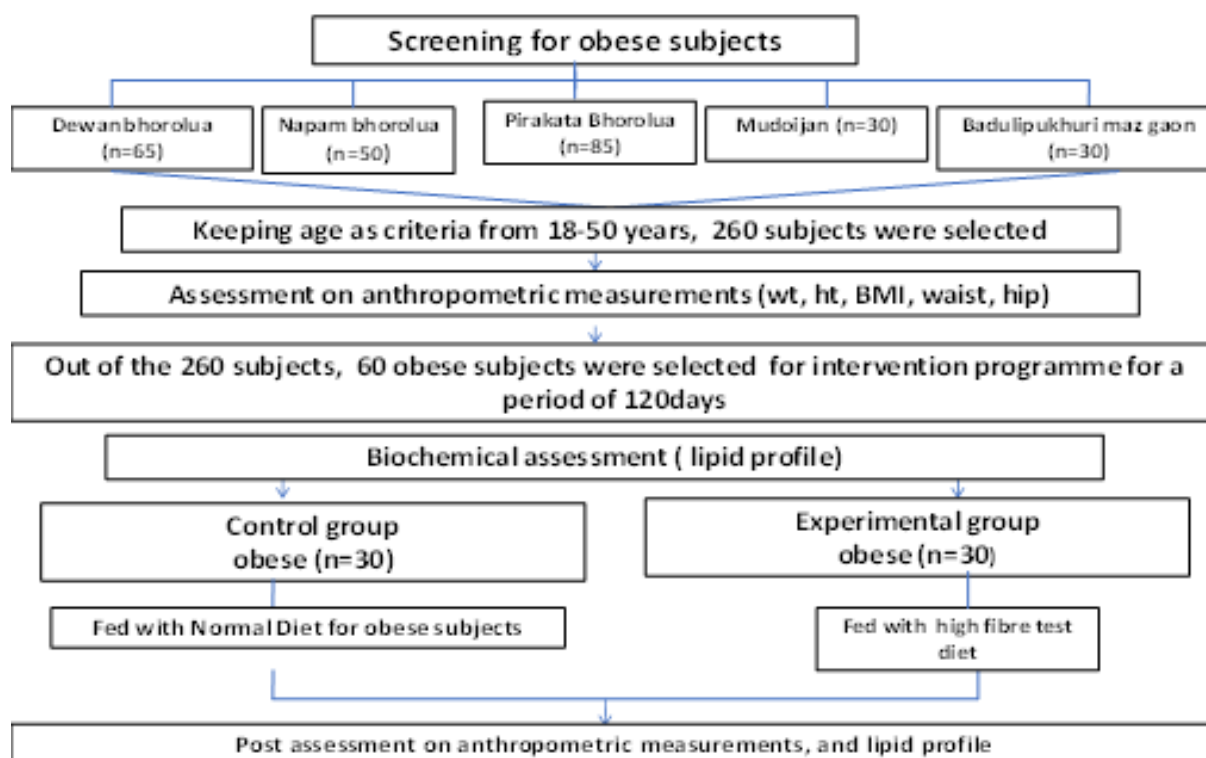 Screening for obese subjects
Dewanbhorolua
(n=65)
Napam bhorolua
(n=50)
Pirakata Bhorolua
(n=85)
Mudoijan (n=30)
Badulipukhuri maz gaon
(n=30)
Keeping age as criteria from 18-50 years, 260 subjects were selected
Assessment on anthropometric measurements (wt, ht, BMI, waist, hip)
Out of the 260 subjects, 60 obese subjects were selected for intervention programme for a
period of 120days
Biochemical assessment ( lipid profile)
Control group
obese (n=30)
Experimental group
obese (n=30)
Fed with Normal Diet for obese subjects
Fed with high fibre test
diet
Post assessment on anthropometric measurements, and lipid profile